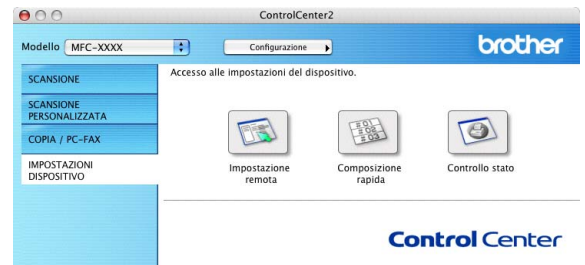 ControlCenter2
Modello MFC-XXXX Configurazione brother
SCANSIONE
SCANSIONE
PERSONALIZZATA
COPIA / PC-FAX
IMPOSTAZIONI
DISPOSITIVO
Accesso alle impostazioni del dispositivo.
Impostazione
remota
Composizione
rapida
Controllo stato
Control Center